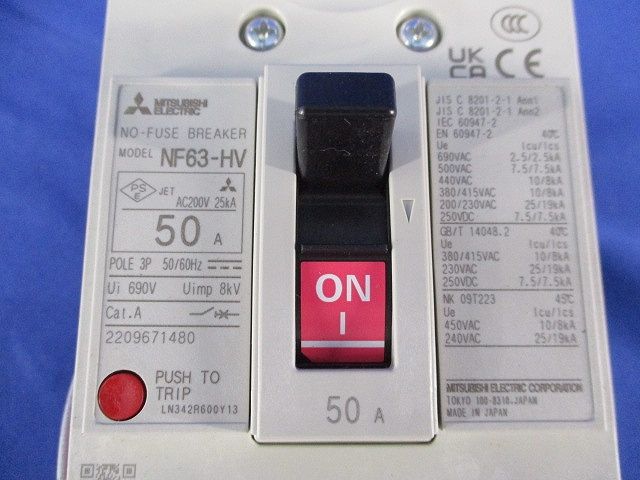 CCC
UK
CA
CE
MITSUBISHI
ELECTRIC
NO-FUSE BREAKER
MODEL NF63-HV
PS
E
JET
AC200V 25kA
50 A
POLE 3P 50/60Hz
Ui 690V Uimp 8kV
Cat.A
2209671480
PUSH TO
TRIP
LN342R600Y13
ON
I
50 A
JIS C 8201-2-1 Ann1
JIS C 8201-2-1 Ann2
IEC 60947-2
EN 60947-2 40℃
Ue Icu/Ics
690VAC 2.5/2.5kA
500VAC 7.5/7.5kA
440VAC 10/8kA
380/415VAC 10/8kA
200/230VAC 25/19kA
250VDC 7.5/7.5kA
GB/T 14048.2 40℃
Ue Icu/Ics
380/415VAC 10/8kA
230VAC 25/19kA
250VDC 7.5/7.5kA
NK 09T223 45℃
Ue Icu/Ics
450VAC 10/8kA
240VAC 25/19kA
MITSUBISHI ELECTRIC CORPORATION
TOKYO 100-8310.JAPAN
MADE IN JAPAN